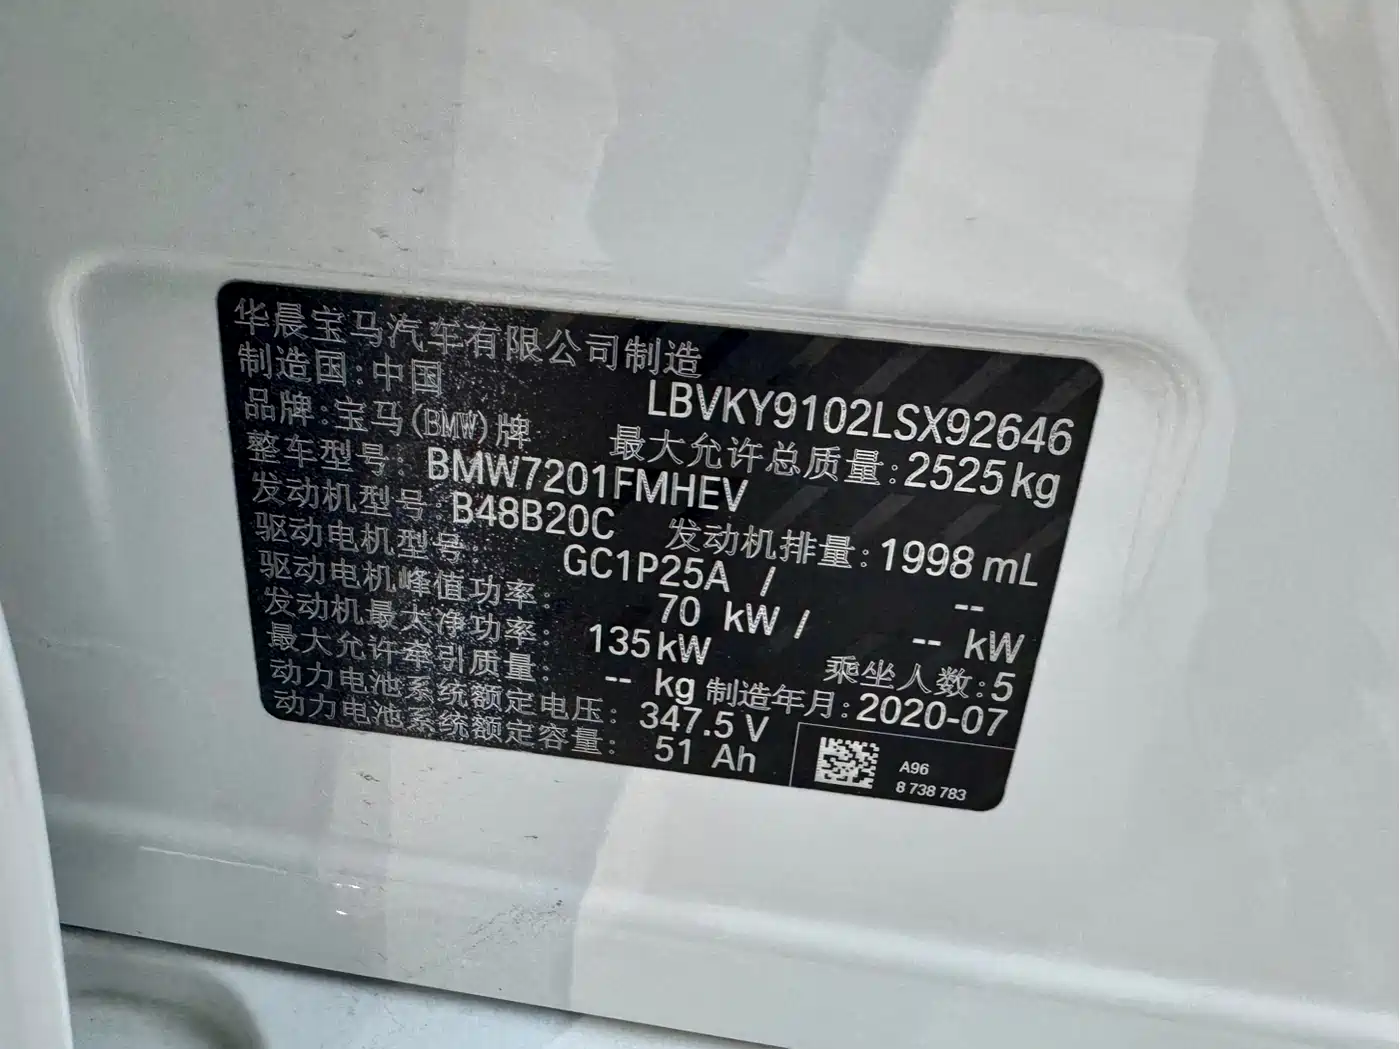 华晨宝马汽车有限公司制造
制造国:中国 LBVKY9102LSX92646
品牌:宝马(BMW)牌 最大允许总质量:2525kg
整车型号: BMW7201FMHEV
发动机型号:B48B20C 发动机排量:1998 mL
驱动电机型号: GC1P25A / --
驱动电机峰值功率: 70 kW / -- kW
发动机最大净功率: 135kW 乘坐人数:5
最大允许牵引质量: -- kg 制造年月:2020-07
动力电池系统额定电压: 347.5 V
动力电池系统额定容量: 51 Ah
A96
8 738 783